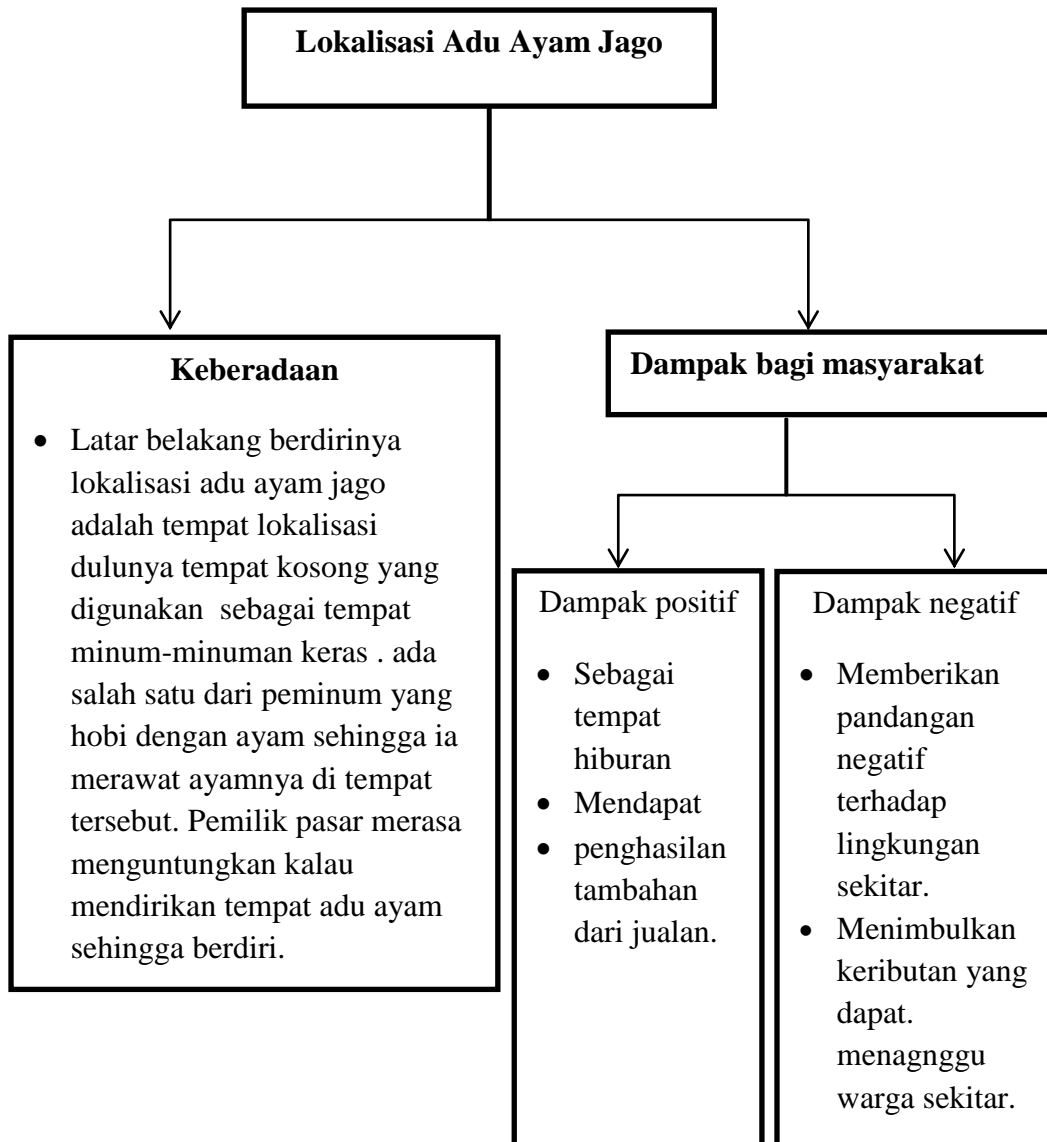 Lokalisasi Adu Ayam Jago
Keberadaan
• Latar belakang berdirinya
lokalisasi adu ayam jago
adalah tempat lokalisasi
dulunya tempat kosong yang
digunakan  sebagai tempat
minum-minuman keras . ada
salah satu dari peminum yang
hobi dengan ayam sehingga ia
merawat ayamnya di tempat
tersebut. Pemilik pasar merasa
menguntungkan kalau
mendirikan tempat adu ayam
sehingga berdiri.
Dampak bagi masyarakat
Dampak positif
• Sebagai
tempat
hiburan
• Mendapat
• penghasilan
tambahan
dari jualan.
Dampak negatif
• Memberikan
pandangan
negatif
terhadap
lingkungan
sekitar.
• Menimbulkan
keributan yang
dapat.
menagnggu
warga sekitar.